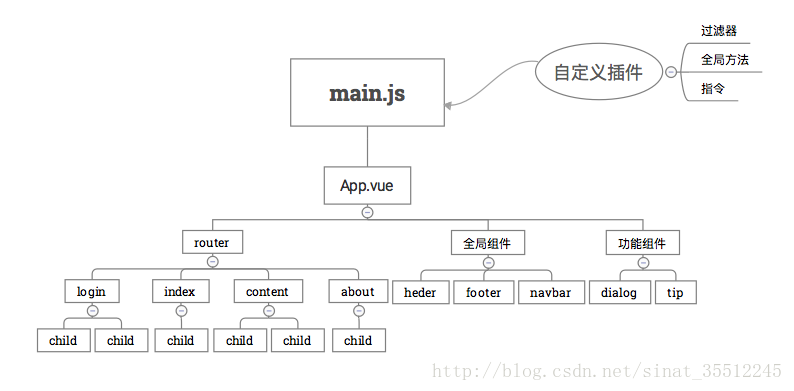 过滤器
全局方法
指令
自定义插件
main.js
App.vue
router
全局组件
功能组件
login
index
content
about
heder
footer
navbar
dialog
tip
child
child
child
child
child
child
http://blog.csdn.net/sinat_35512245